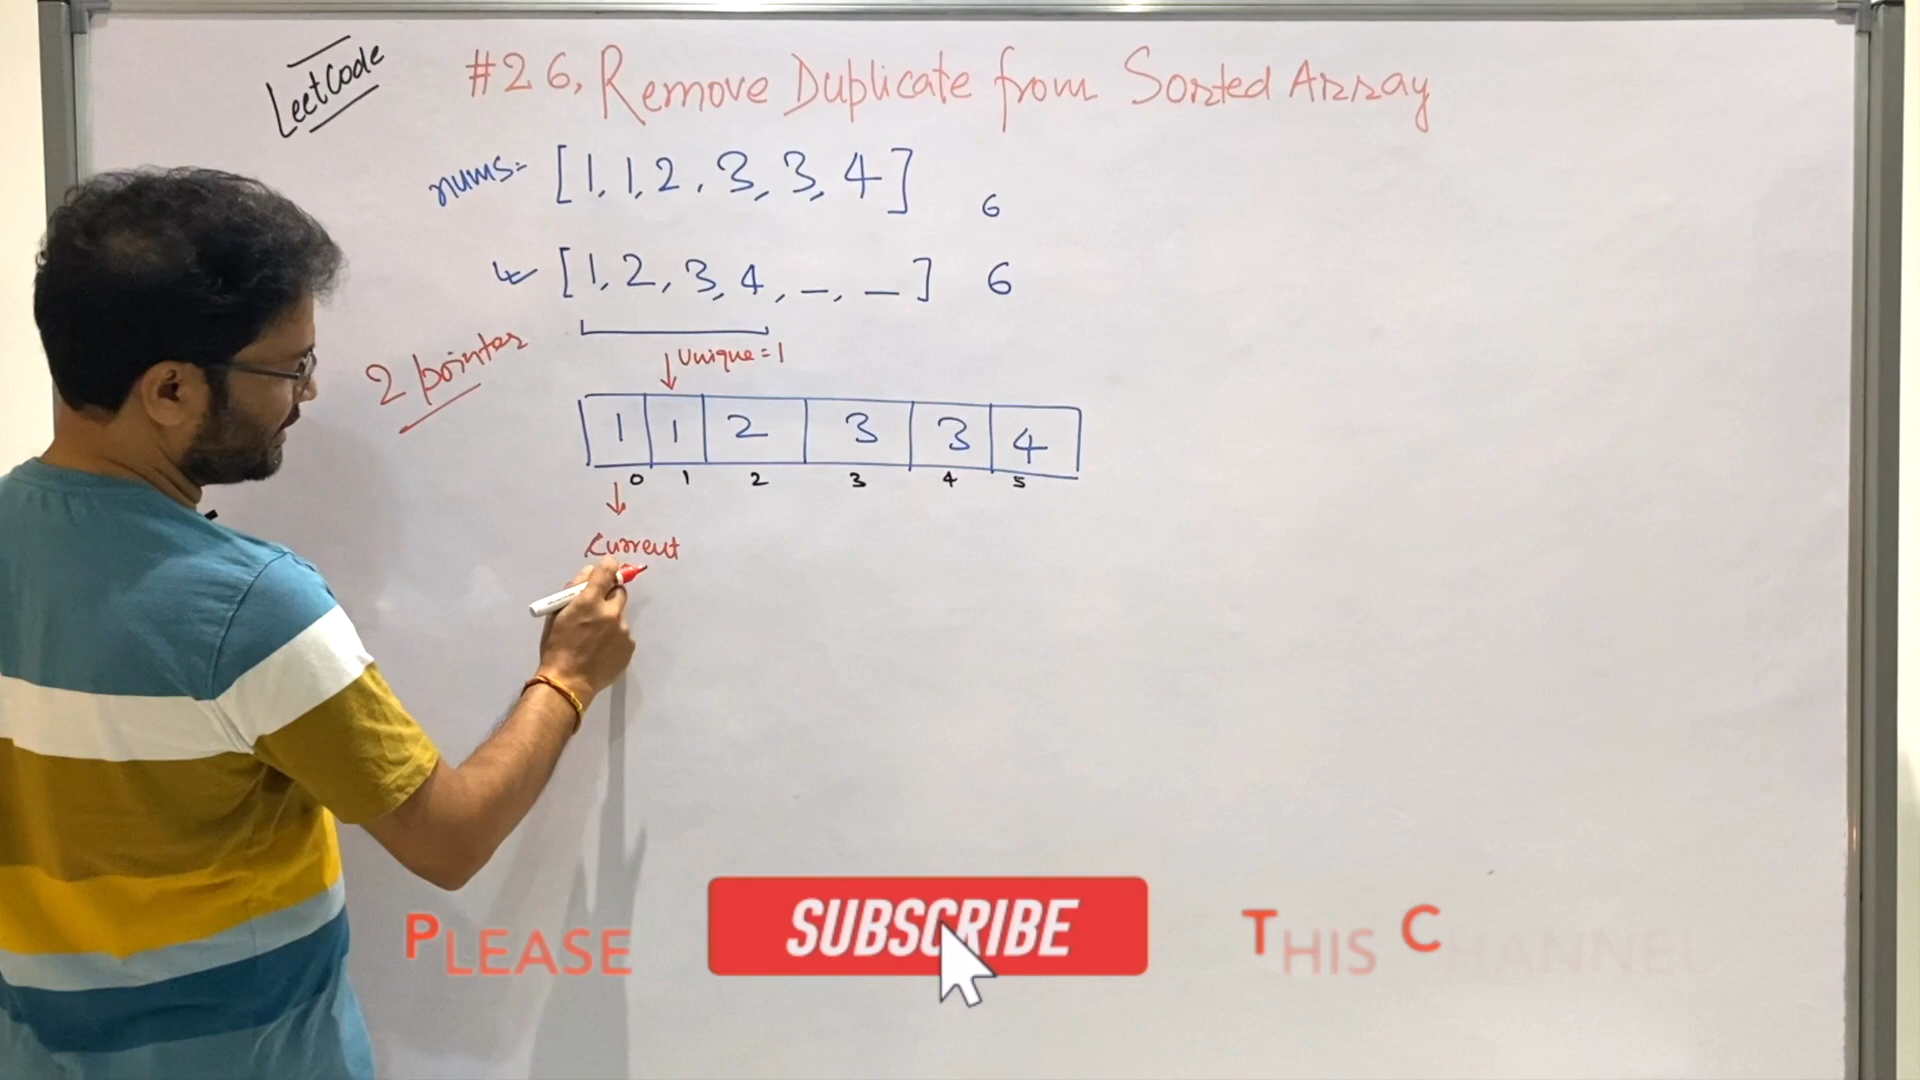 LeetCode
#26. Remove Duplicate from Sorted Array
nums= [1, 1, 2, 3, 3, 4] 6
[1, 2, 3, 4, _, _] 6
2 pointer
Unique=1
1 1 2 3 3 4
0 1 2 3 4 5
Current
PLEASE SUBSCRIBE THIS CHANNEL